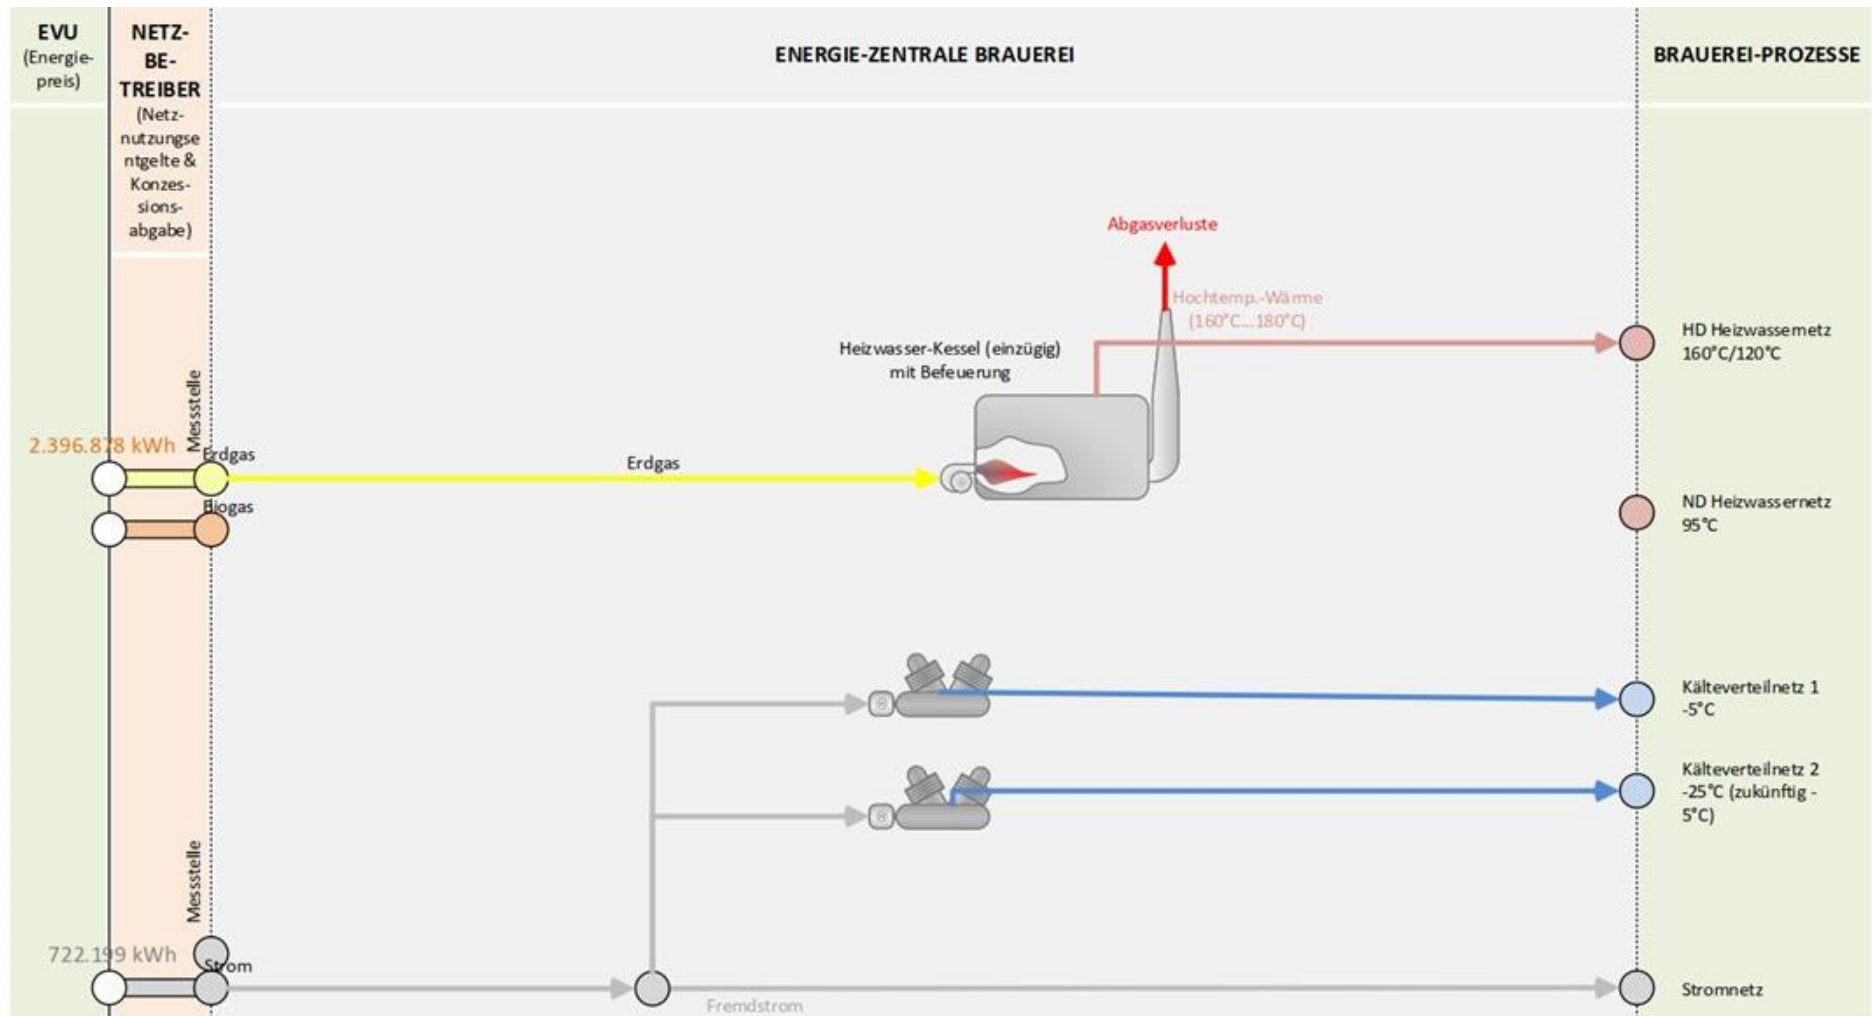 EVU
(Energie-
preis)
NETZ-
BE-
TREIBER
(Netz-
nutzungse
ntgelte &
Konzes-
sions-
abgabe)
ENERGIE-ZENTRALE BRAUEREI
BRAUEREI-PROZESSE
Abgasverluste
Hochtemp.-Wärme
(160°C...180°C)
Heizwasser-Kessel (einzügig)
mit Befeuerung
HD Heizwassernetz
160°C/120°C
Messstelle
2.396.878 kWh
Erdgas
Erdgas
Biogas
ND Heizwassernetz
95°C
Kälteverteilnetz 1
-5°C
Kälteverteilnetz 2
-25°C (zukünftig -
5°C)
Messstelle
722.199 kWh
Strom
Fremdstrom
Stromnetz